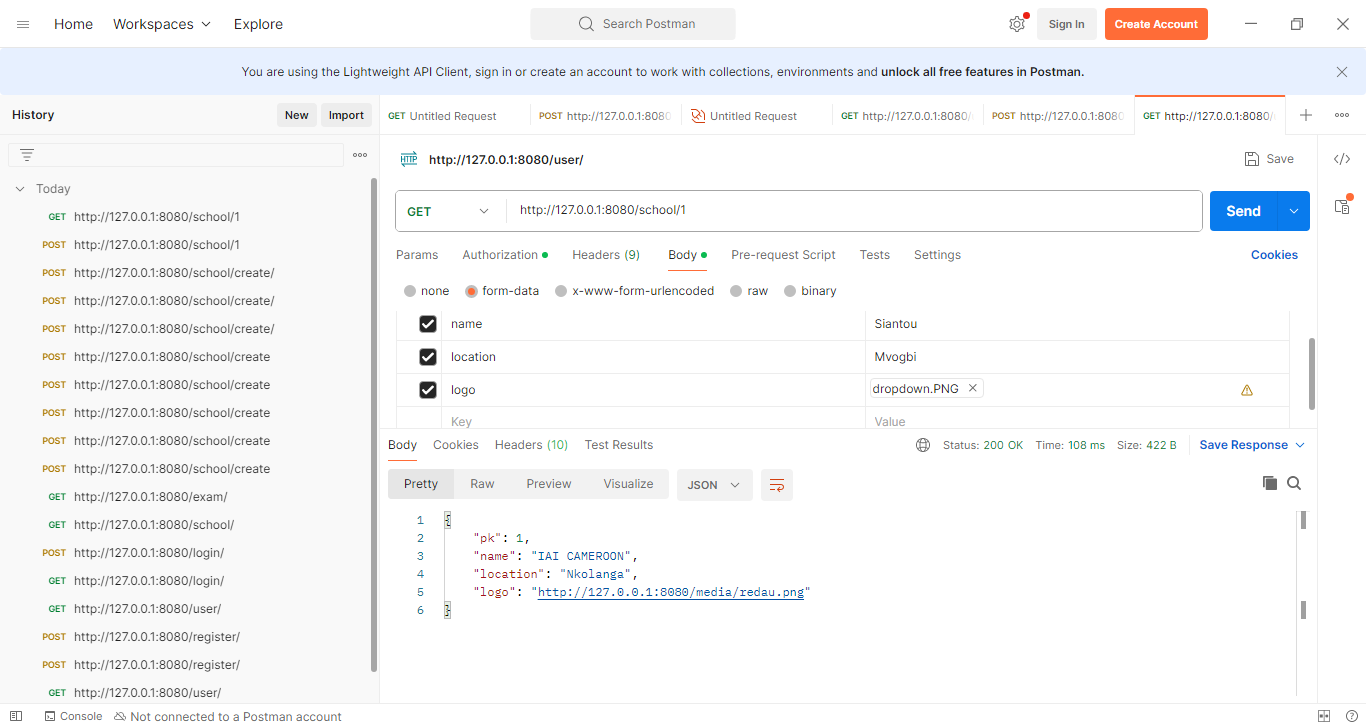 Home Workspaces Explore Search Postman Sign In Create Account
You are using the Lightweight API Client, sign in or create an account to work with collections, environments and unlock all free features in Postman.
History New Import
GET Untitled Request POST http://127.0.0.1:8080 Untitled Request GET http://127.0.0.1:8080/ POST http://127.0.0.1:8080 GET http://127.0.0.1:8080/
Today
GET http://127.0.0.1:8080/school/1
POST http://127.0.0.1:8080/school/1
POST http://127.0.0.1:8080/school/create/
POST http://127.0.0.1:8080/school/create/
POST http://127.0.0.1:8080/school/create/
POST http://127.0.0.1:8080/school/create
POST http://127.0.0.1:8080/school/create
POST http://127.0.0.1:8080/school/create
POST http://127.0.0.1:8080/school/create
POST http://127.0.0.1:8080/school/create
GET http://127.0.0.1:8080/exam/
GET http://127.0.0.1:8080/school/
POST http://127.0.0.1:8080/login/
GET http://127.0.0.1:8080/login/
GET http://127.0.0.1:8080/user/
POST http://127.0.0.1:8080/register/
POST http://127.0.0.1:8080/register/
GET http://127.0.0.1:8080/user/
HTTP http://127.0.0.1:8080/user/ Save </>
GET http://127.0.0.1:8080/school/1 Send
Params Authorization Headers (9) Body Pre-request Script Tests Settings Cookies
none form-data x-www-form-urlencoded raw binary
name Siantou
location Mvogbi
logo dropdown.PNG
Key Value
Body Cookies Headers (10) Test Results Status: 200 OK Time: 108 ms Size: 422 B Save Response
Pretty Raw Preview Visualize JSON
1 {
2 "pk": 1,
3 "name": "IAI CAMEROON",
4 "location": "Nkolanga",
5 "logo": "http://127.0.0.1:8080/media/redau.png"
6 }
Console Not connected to a Postman account